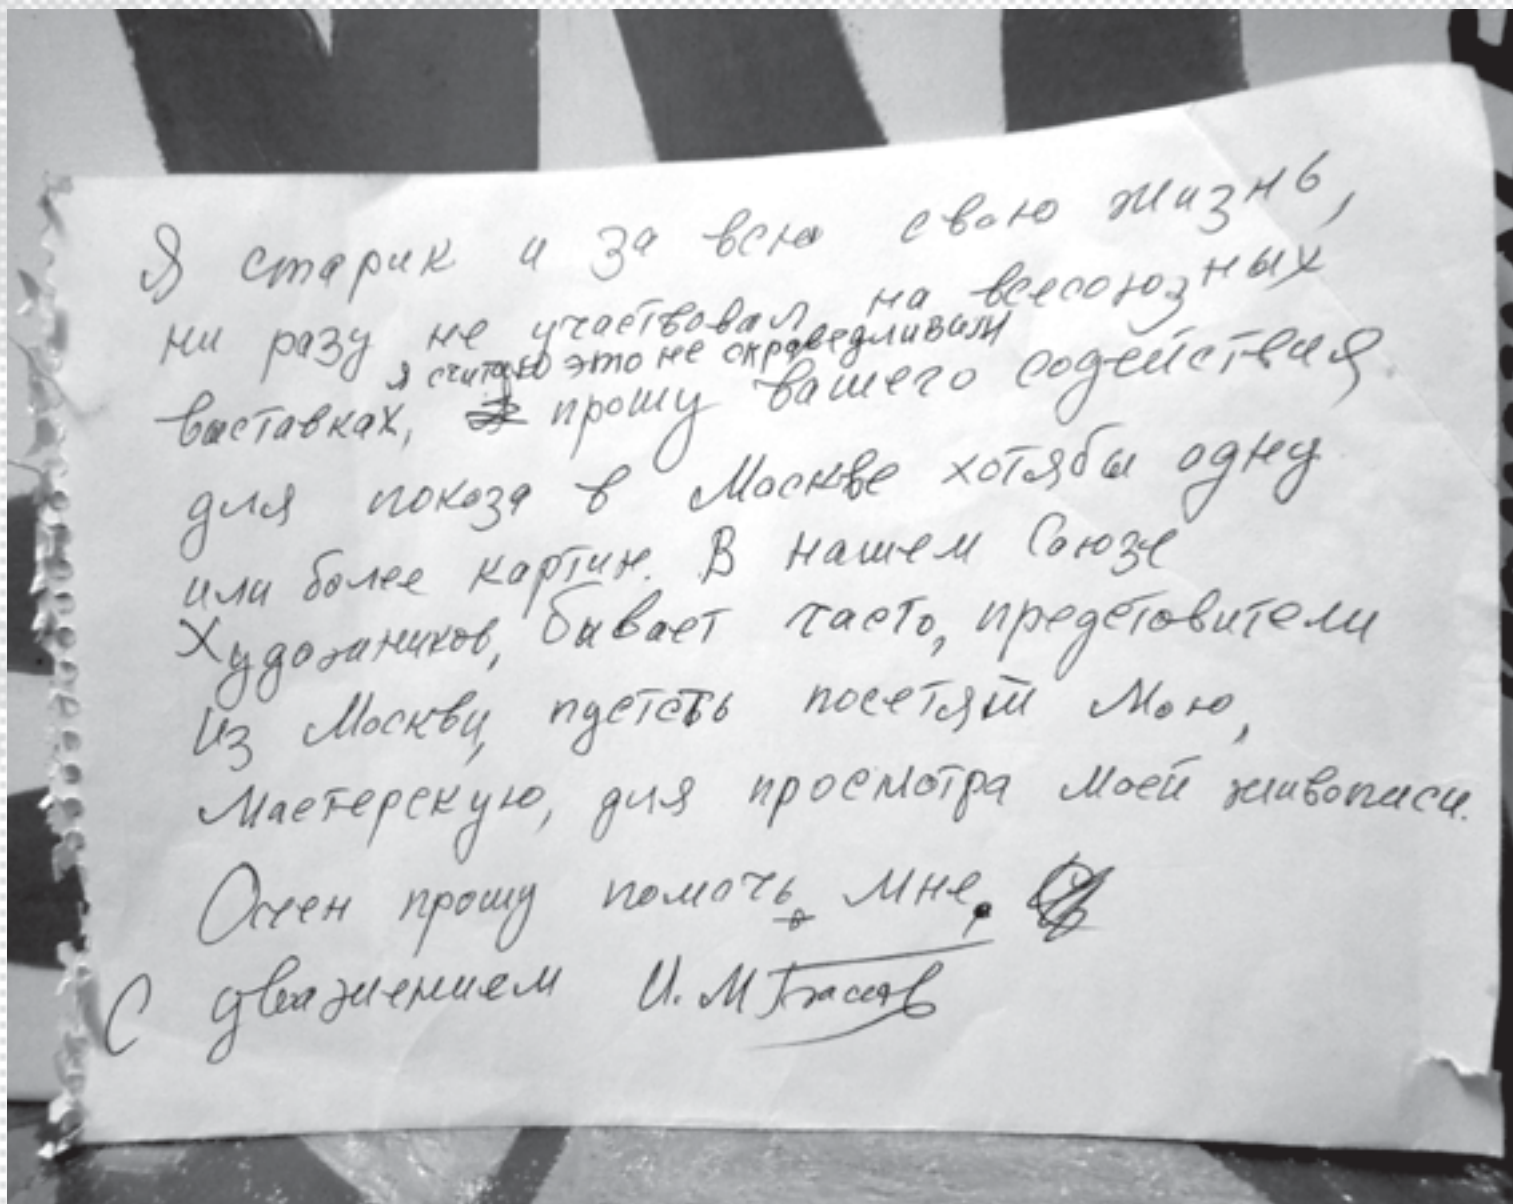 Я старик и за всю свою жизнь,
ни разу не участвовал на всесоюзных
я считаю это не справедливым
выставках, прошу вашего содействия
для показа в Москве хотябы одну
или более картин. В нашем Союзе
Художников, бывает часто, предстовители
Из Москвы, пусть посетят Мою,
Мастерскую, для просмотра моей живописи.
Очен прошу помочь мне.
С уважением И. М